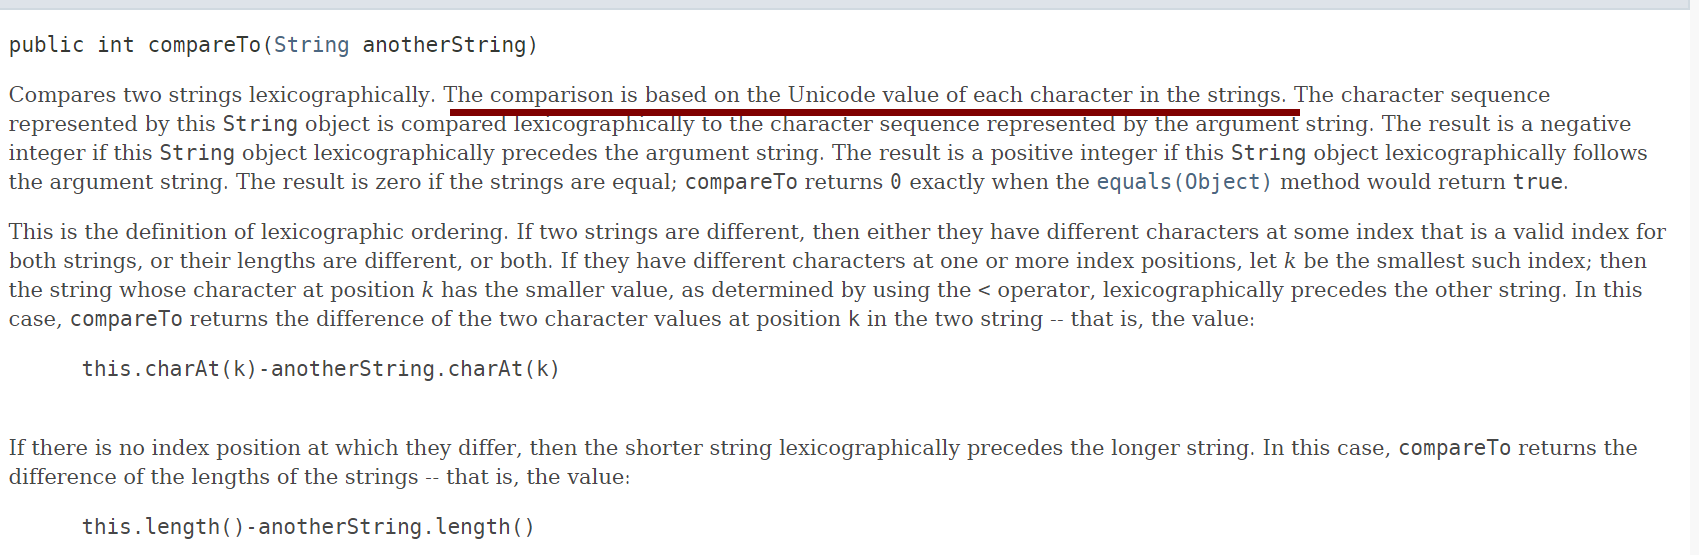 public int compareTo(String anotherString)
Compares two strings lexicographically. The comparison is based on the Unicode value of each character in the strings. The character sequence
represented by this String object is compared lexicographically to the character sequence represented by the argument string. The result is a negative
integer if this String object lexicographically precedes the argument string. The result is a positive integer if this String object lexicographically follows
the argument string. The result is zero if the strings are equal; compareTo returns 0 exactly when the equals(Object) method would return true.
This is the definition of lexicographic ordering. If two strings are different, then either they have different characters at some index that is a valid index for
both strings, or their lengths are different, or both. If they have different characters at one or more index positions, let k be the smallest such index; then
the string whose character at position k has the smaller value, as determined by using the < operator, lexicographically precedes the other string. In this
case, compareTo returns the difference of the two character values at position k in the two string -- that is, the value:
this.charAt(k)-anotherString.charAt(k)
If there is no index position at which they differ, then the shorter string lexicographically precedes the longer string. In this case, compareTo returns the
difference of the lengths of the strings -- that is, the value:
this.length()-anotherString.length()